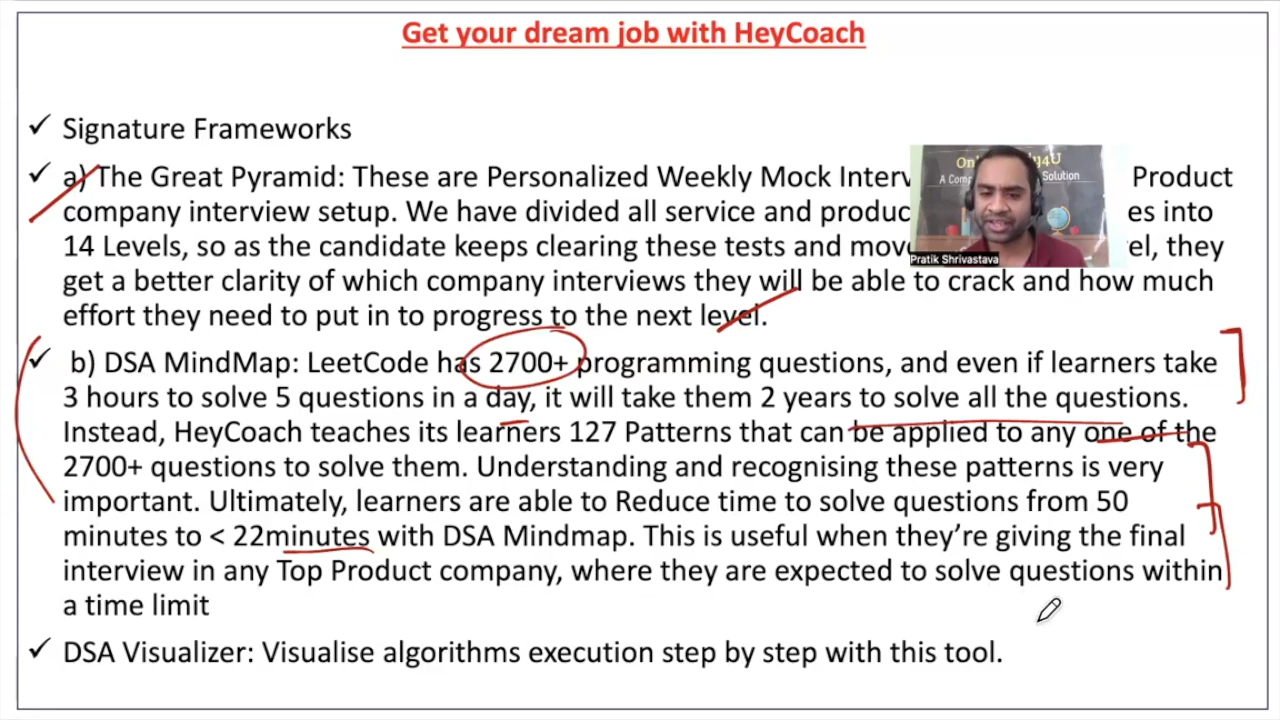 Get your dream job with HeyCoach
✓ Signature Frameworks
✓ a) The Great Pyramid: These are Personalized Weekly Mock Interv Product
company interview setup. We have divided all service and produc es into
14 Levels, so as the candidate keeps clearing these tests and move el, they
get a better clarity of which company interviews they will be able to crack and how much
effort they need to put in to progress to the next level.
✓ b) DSA MindMap: LeetCode has 2700+ programming questions, and even if learners take
3 hours to solve 5 questions in a day, it will take them 2 years to solve all the questions.
Instead, HeyCoach teaches its learners 127 Patterns that can be applied to any one of the
2700+ questions to solve them. Understanding and recognising these patterns is very
important. Ultimately, learners are able to Reduce time to solve questions from 50
minutes to < 22minutes with DSA Mindmap. This is useful when they’re giving the final
interview in any Top Product company, where they are expected to solve questions within
a time limit
✓ DSA Visualizer: Visualise algorithms execution step by step with this tool.
On 4U
A Comp Solution
Pratik Shrivastava